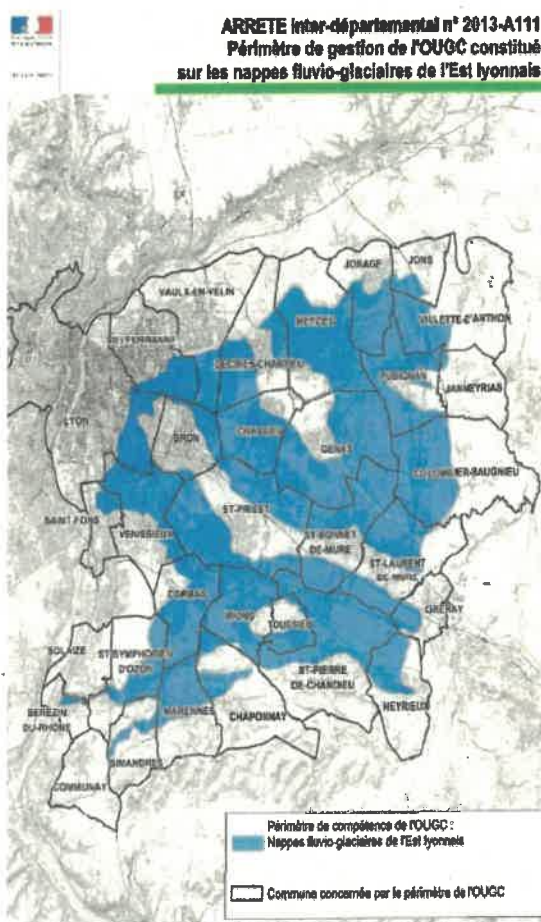 ARRETE inter-départemental n° 2013-A111
Périmètre de gestion de l'OUGC constitué
sur les nappes fluvio-glaciaires de l'Est lyonnais
JONAGE
JONS
VAULX-EN-VELIN
MEYZIEU
VILLETTE-D'ANTHON
VILLEURBANNE
DECINES-CHARPIEU
PUSIGNAN
JANNEYRIAS
LYON
BRON
CHASSIEU
GENAS
COLOMBIER-SAUGNIEU
SAINT-FONS
ST-PRIEST
VENISSIEUX
ST-BONNET
DE-MURE
ST-LAURENT
DE-MURE
CORBAS
GRENAY
MIONS
TOUSSIEU
SOLAIZE
ST-SYMPHORIEN
D'OZON
ST-PIERRE
DE-CHANDIEU
HEYRIEUX
SEREZIN
DU-RHONE
MARENNES
CHAPONNAY
SIMANDRES
COMMUNAY
Périmètre de compétence de l'OUGC :
Nappes fluvio-glaciaires de l'Est lyonnais
Commune concernée par le périmètre de l'OUGC